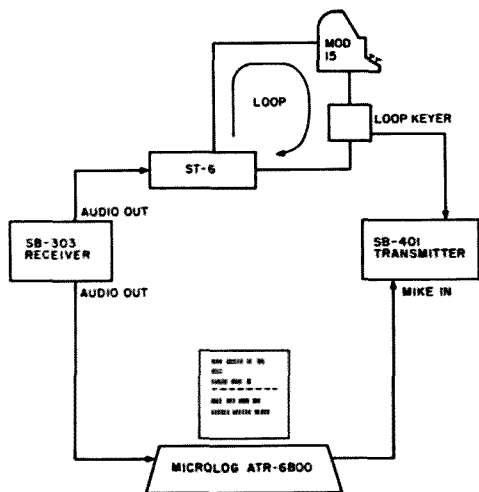 MOD
15
LOOP
LOOP KEYER
ST-6
AUDIO OUT
SB-303
RECEIVER
SB-401
TRANSMITTER
AUDIO OUT
MIKE IN
MICROLOG ATR-6800